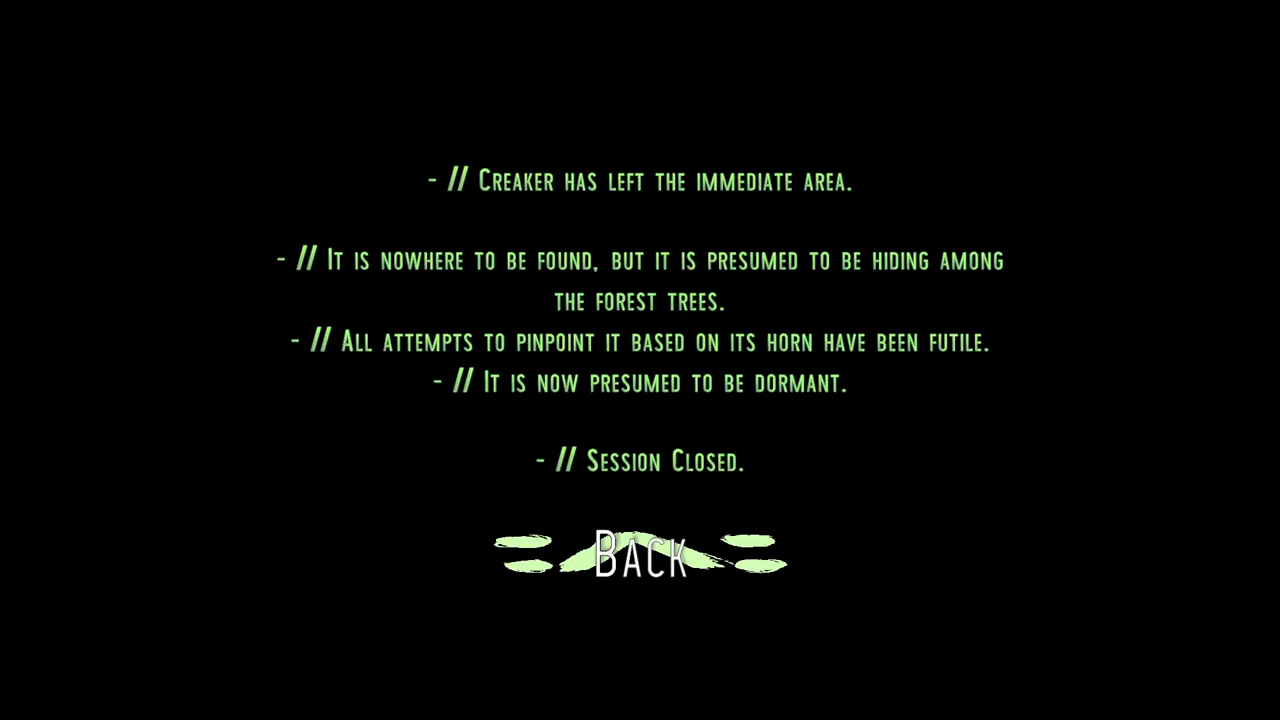 - // Creaker has left the immediate area.
- // It is nowhere to be found, but it is presumed to be hiding among
the forest trees.
- // All attempts to pinpoint it based on its horn have been futile.
- // It is now presumed to be dormant.
- // Session Closed.
Back